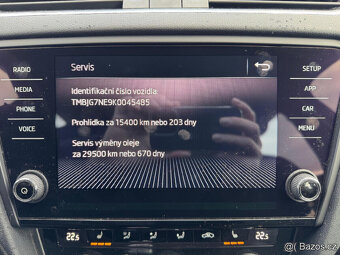 Servis
RADIO
MEDIA
PHONE
VOICE
SETUP
APP
CAR
MENU
Identifikační číslo vozidla:
TMBJG7NE9K0045485
Prohlídka za 15400 km nebo 203 dny
Servis výměny oleje
za 29500 km nebo 670 dny
22.5
22.5
Sbazar.cz